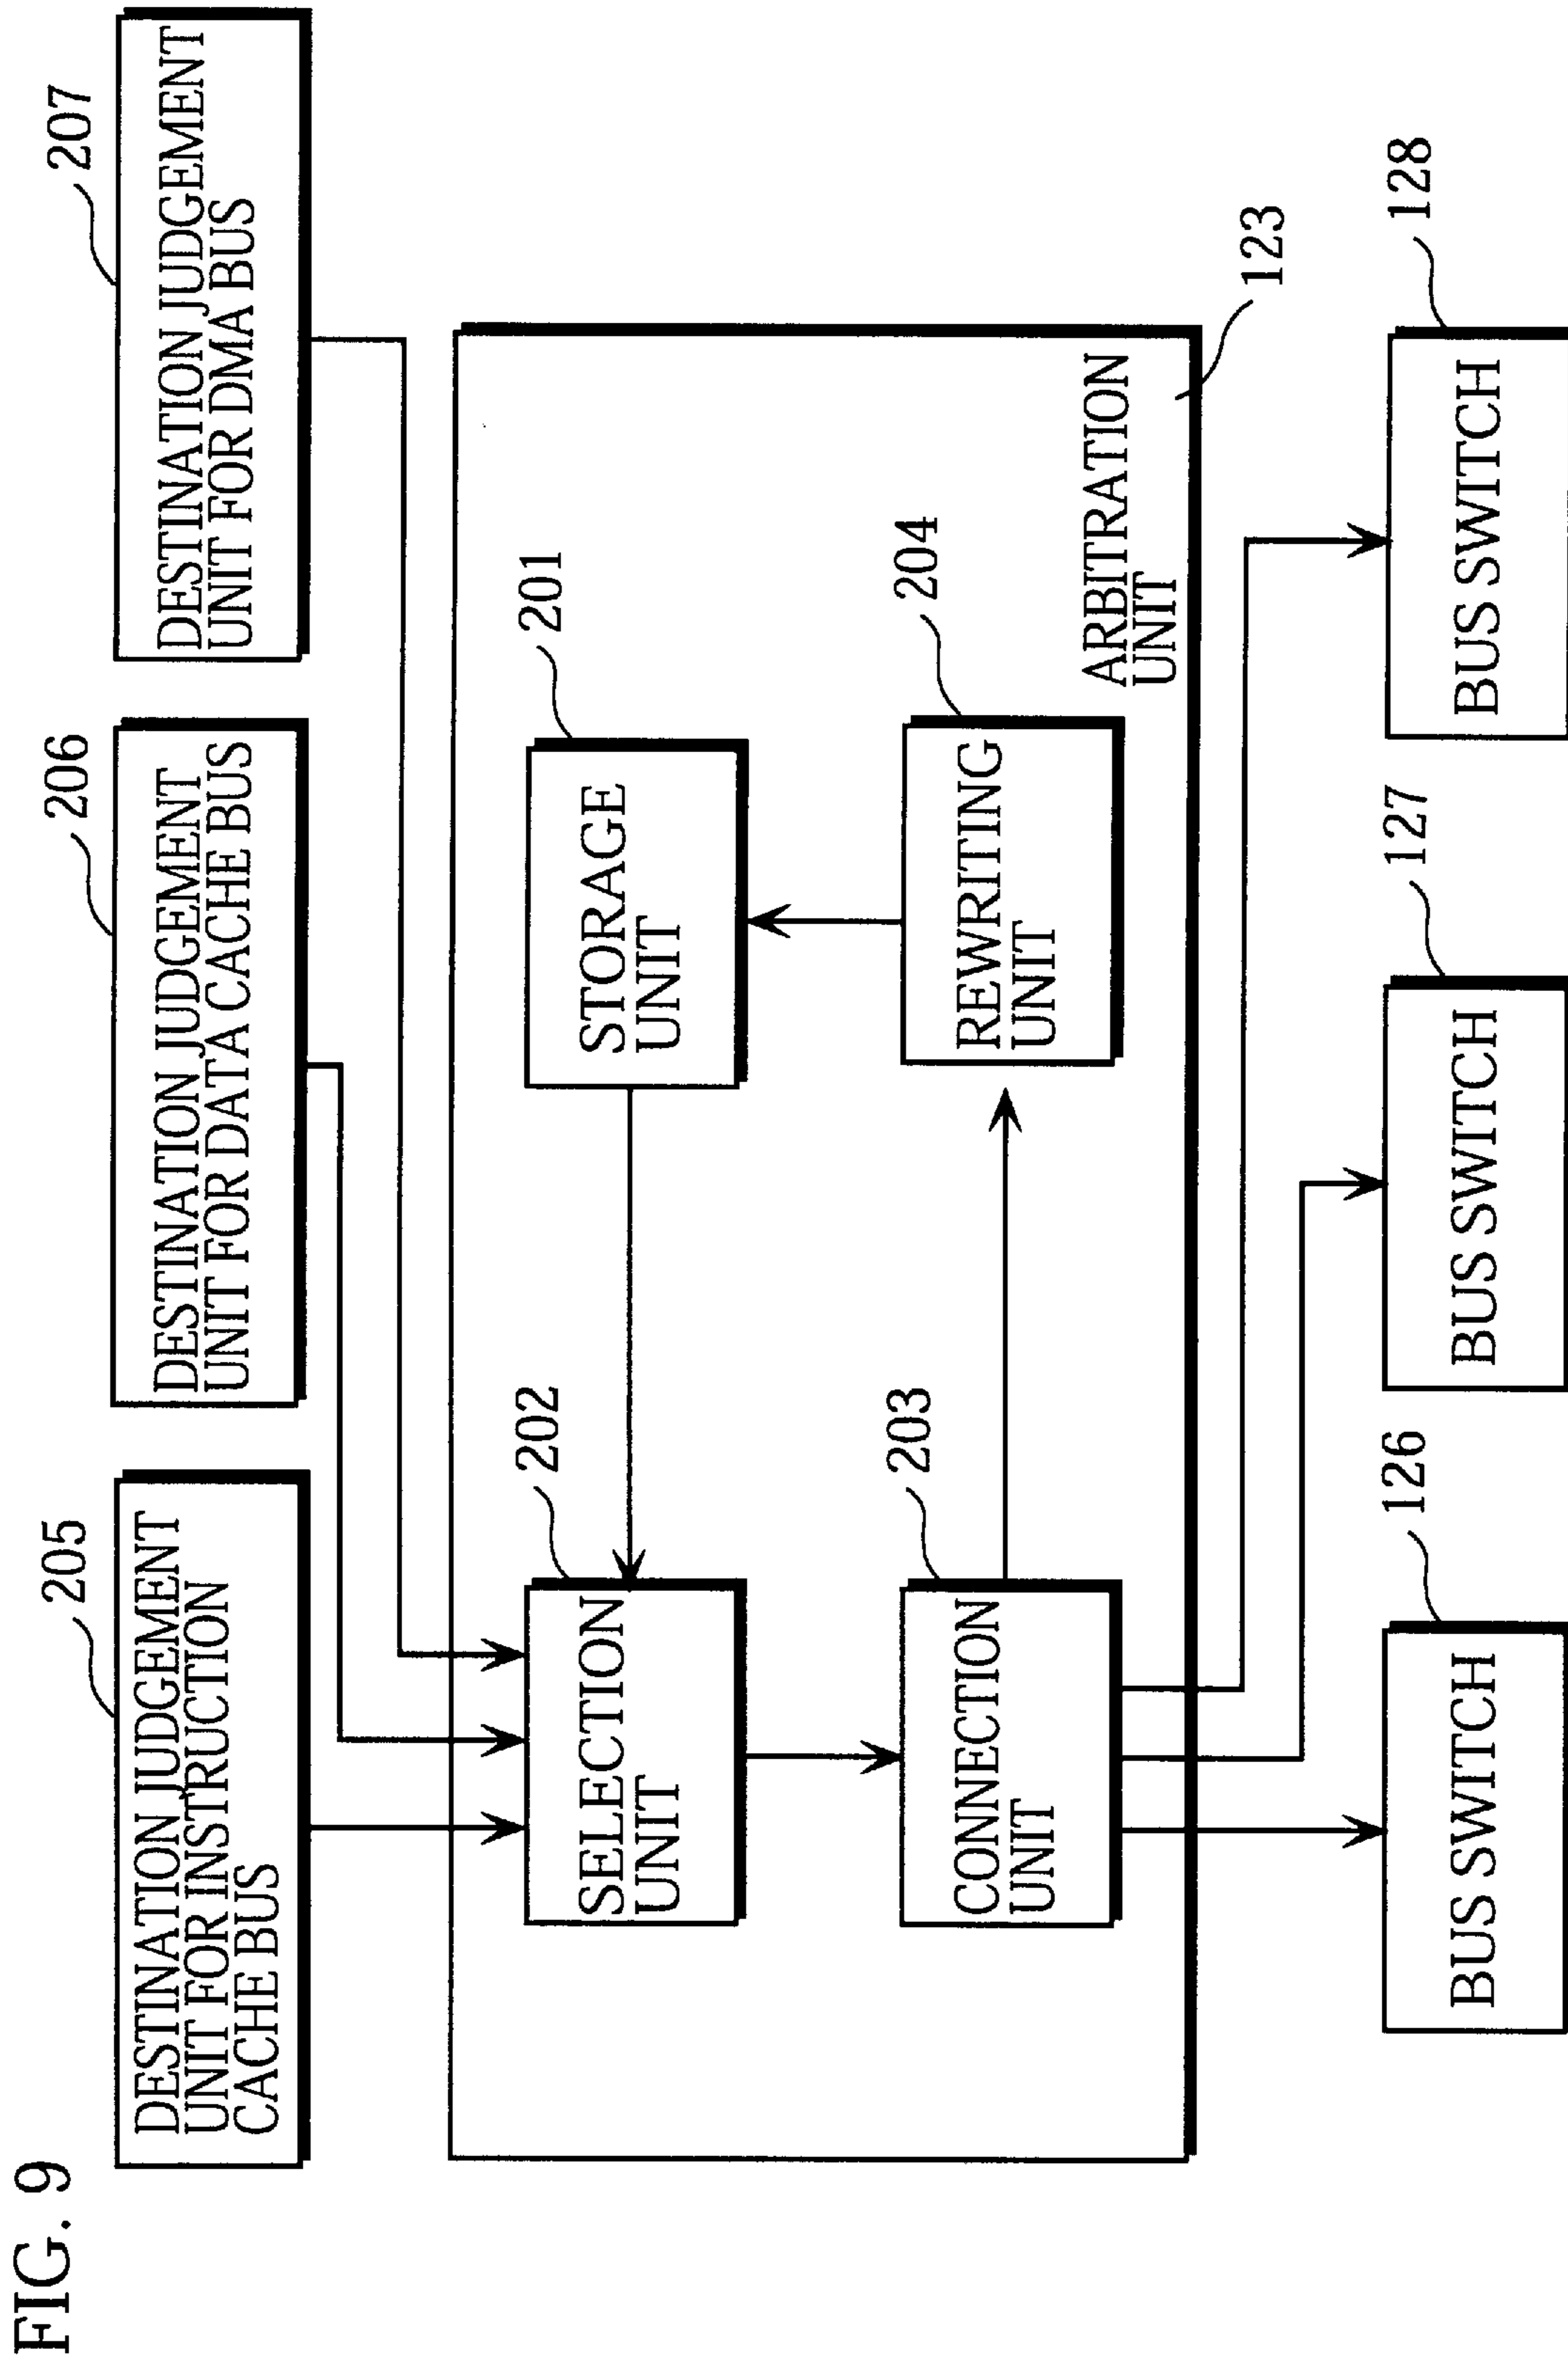 FIG. 9
205
DESTINATION JUDGEMENT
UNIT FOR INSTRUCTION
CACHE BUS
206
DESTINATION JUDGEMENT
UNIT FOR DATA CACHE BUS
207
DESTINATION JUDGEMENT
UNIT FOR DMA BUS
202
SELECTION
UNIT
201
STORAGE
UNIT
203
CONNECTION
UNIT
204
REWRITING
UNIT
ARBITRATION
UNIT
123
126
BUS SWITCH
127
BUS SWITCH
128
BUS SWITCH